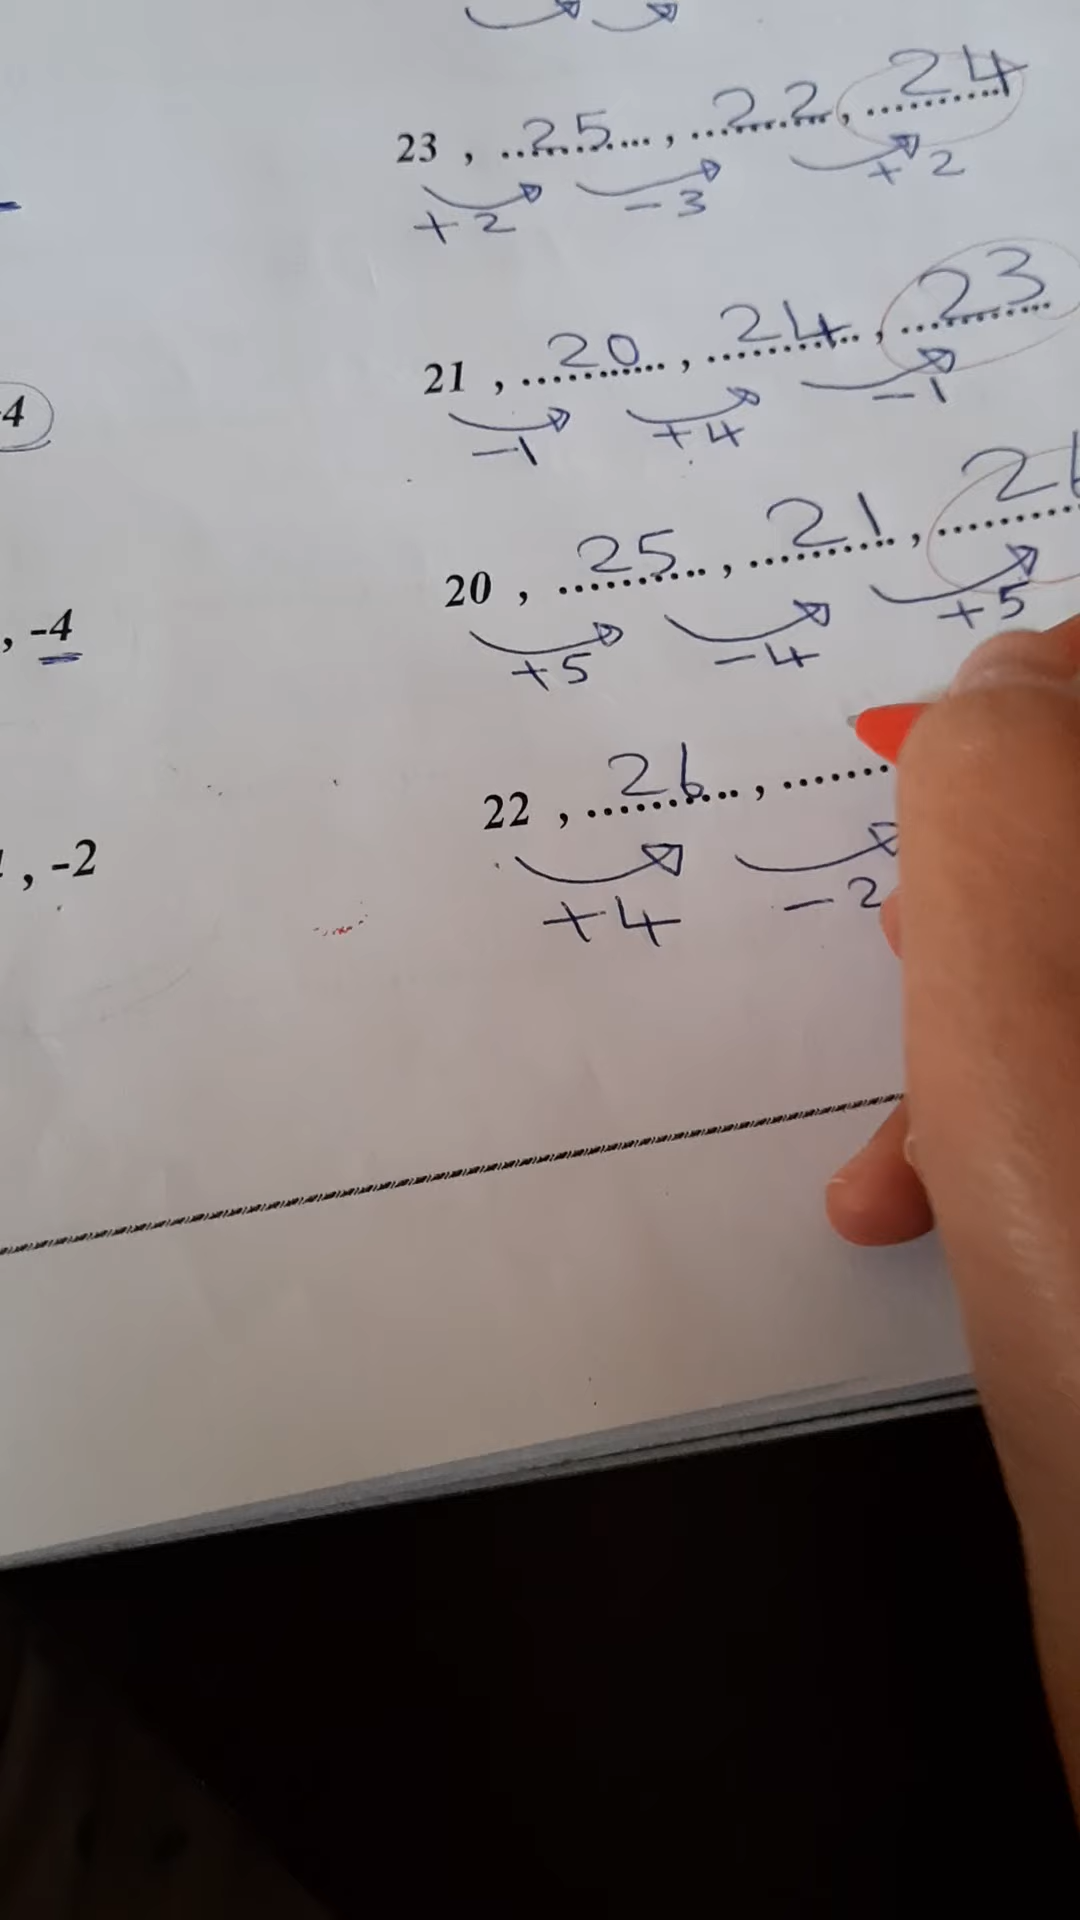 23 , 25 , 22 , 24
+2 -3 +2
21 , 20 , 24 , 23
-1 +4 -1
4
20 , 25 , 21 ,
+5 -4 +5
, -4
22 , 26 ,
+4 -2
, -2